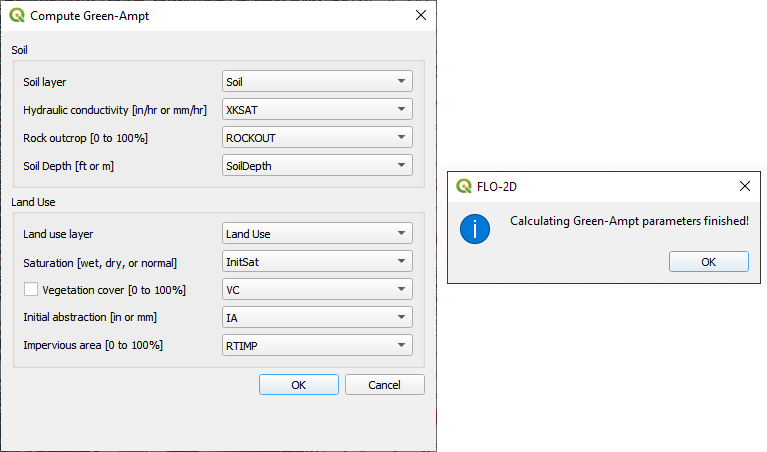 Compute Green-Ampt
Soil
Soil layer Soil
Hydraulic conductivity [in/hr or mm/hr] XKSAT
Rock outcrop [0 to 100%] ROCKOUT
Soil Depth [ft or m] SoilDepth
Land Use
Land use layer Land Use
Saturation [wet, dry, or normal] InitSat
Vegetation cover [0 to 100%] VC
Initial abstraction [in or mm] IA
Impervious area [0 to 100%] RTIMP
OK Cancel
FLO-2D
Calculating Green-Ampt parameters finished!
OK